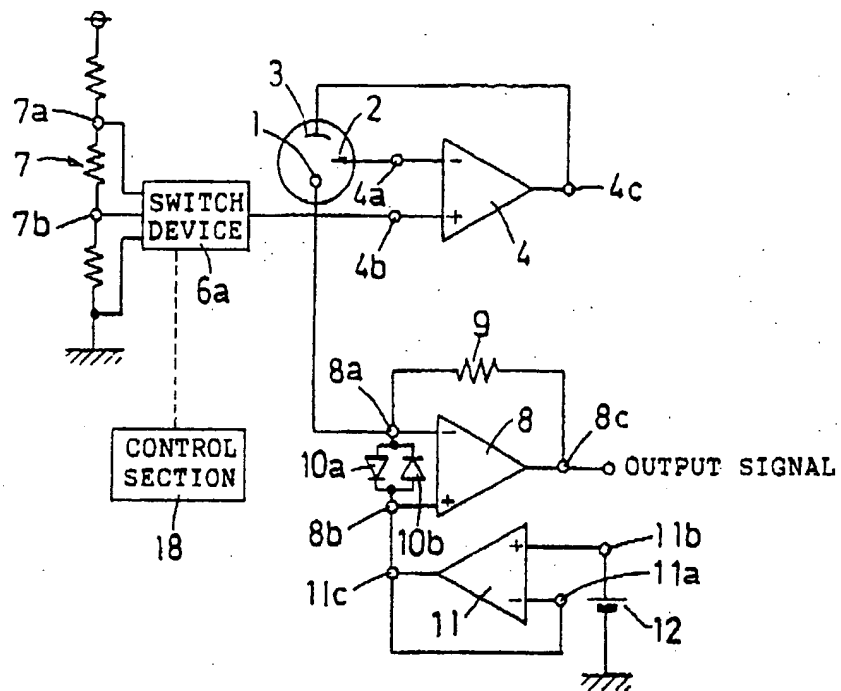 3
2
1
7a
7
7b
SWITCH
DEVICE
6a
4a
4b
-
+
4
4c
9
8a
8
8c
-
+
OUTPUT SIGNAL
CONTROL
SECTION
18
10a
10b
8b
11c
11
+
-
11b
11a
12